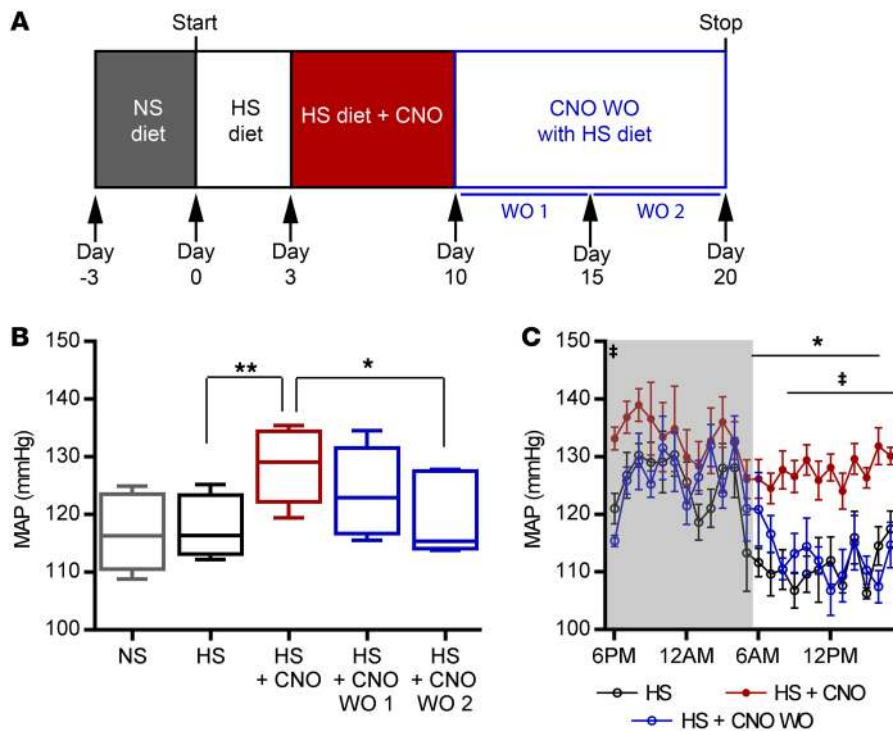 A
Start
Stop
NS
diet
HS
diet
HS diet + CNO
CNO WO
with HS diet
WO 1
WO 2
Day
-3
Day
0
Day
3
Day
10
Day
15
Day
20
B
MAP (mmHg)
150
140
130
120
110
100
**
*
NS
HS
HS
+ CNO
HS
+ CNO
WO 1
HS
+ CNO
WO 2
C
MAP (mmHg)
150
140
130
120
110
100
‡
*
‡
6PM
12AM
6AM
12PM
HS
HS + CNO
HS + CNO WO